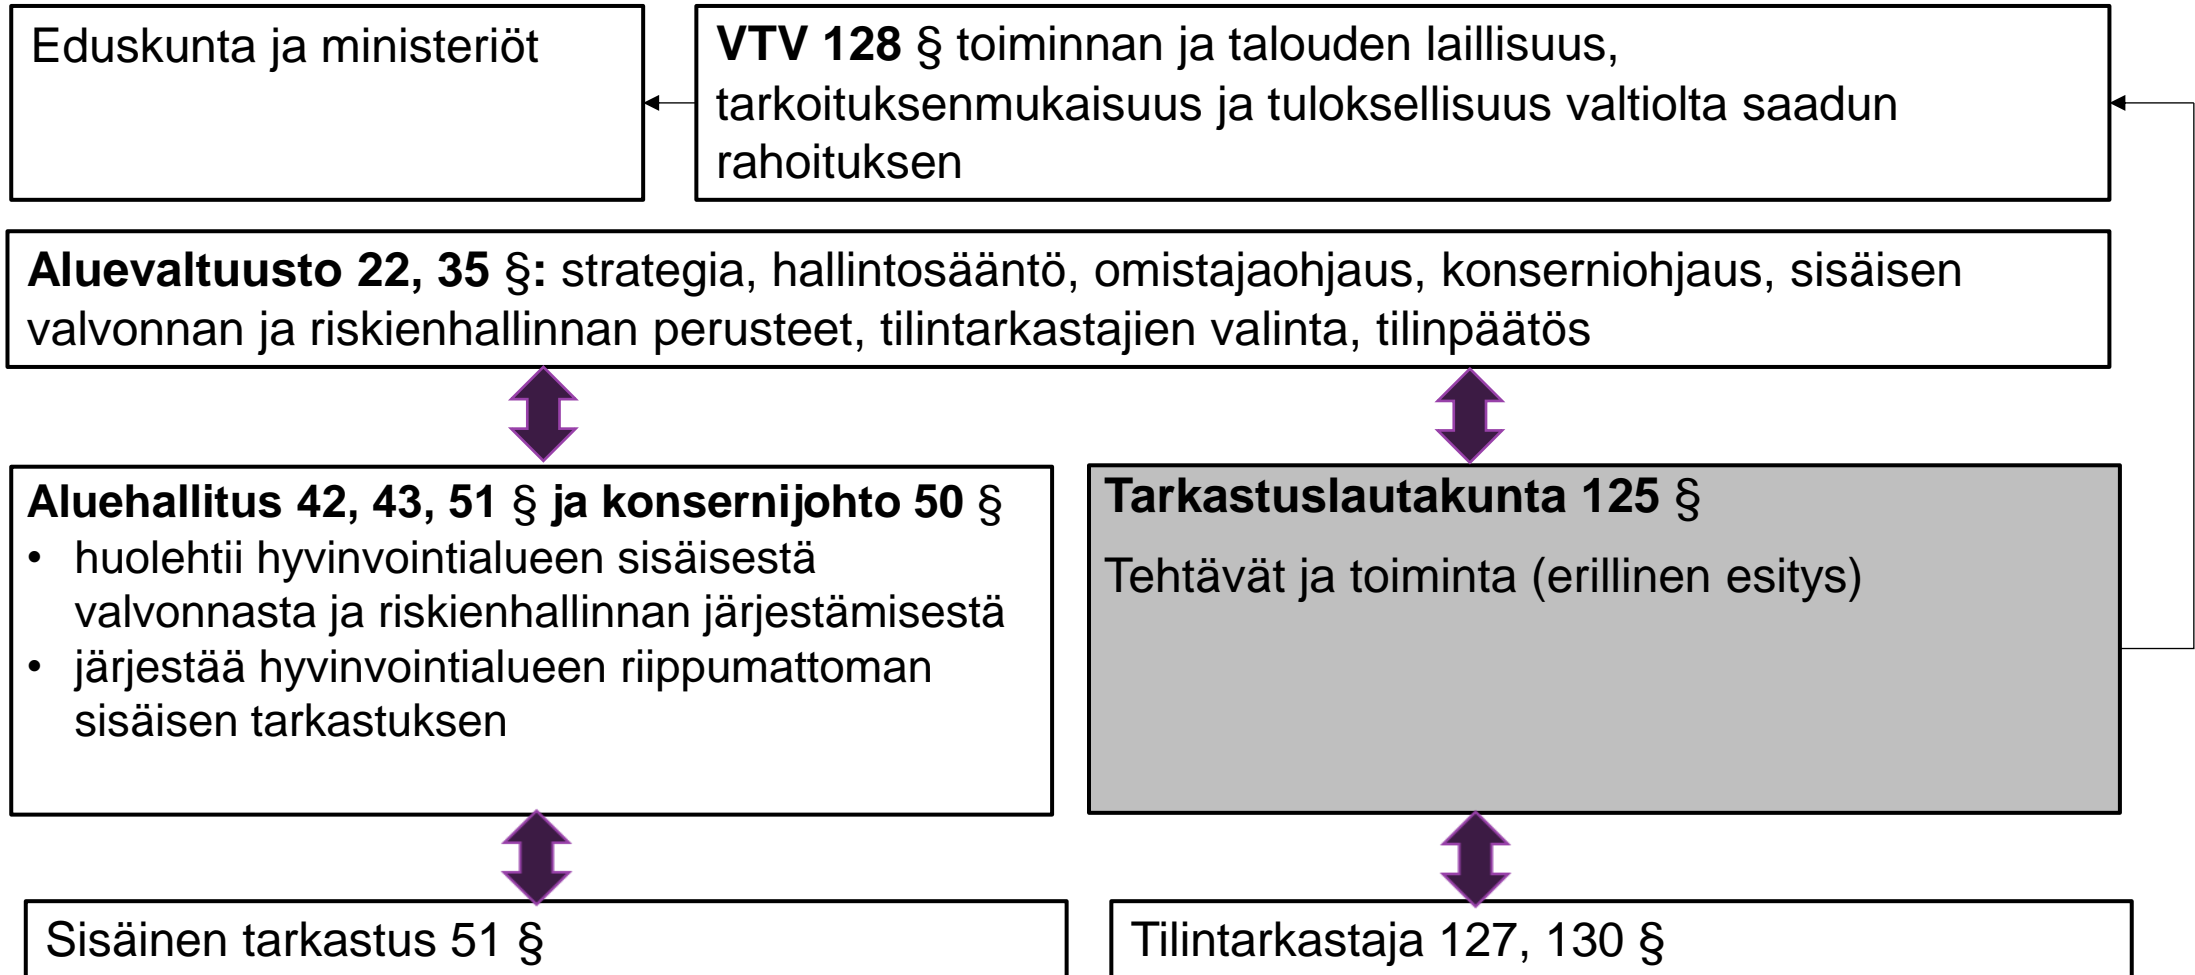 Eduskunta ja ministeriöt
VTV 128 § toiminnan ja talouden laillisuus,
tarkoituksenmukaisuus ja tuloksellisuus valtiolta saadun
rahoituksen
Aluevaltuusto 22, 35 §: strategia, hallintosääntö, omistajaohjaus, konserniohjaus, sisäisen
valvonnan ja riskienhallinnan perusteet, tilintarkastajien valinta, tilinpäätös
Aluehallitus 42, 43, 51 § ja konsernijohto 50 §
• huolehtii hyvinvointialueen sisäisestä
valvonnasta ja riskienhallinnan järjestämisestä
• järjestää hyvinvointialueen riippumattoman
sisäisen tarkastuksen
Tarkastuslautakunta 125 §
Tehtävät ja toiminta (erillinen esitys)
Sisäinen tarkastus 51 §
Tilintarkastaja 127, 130 §